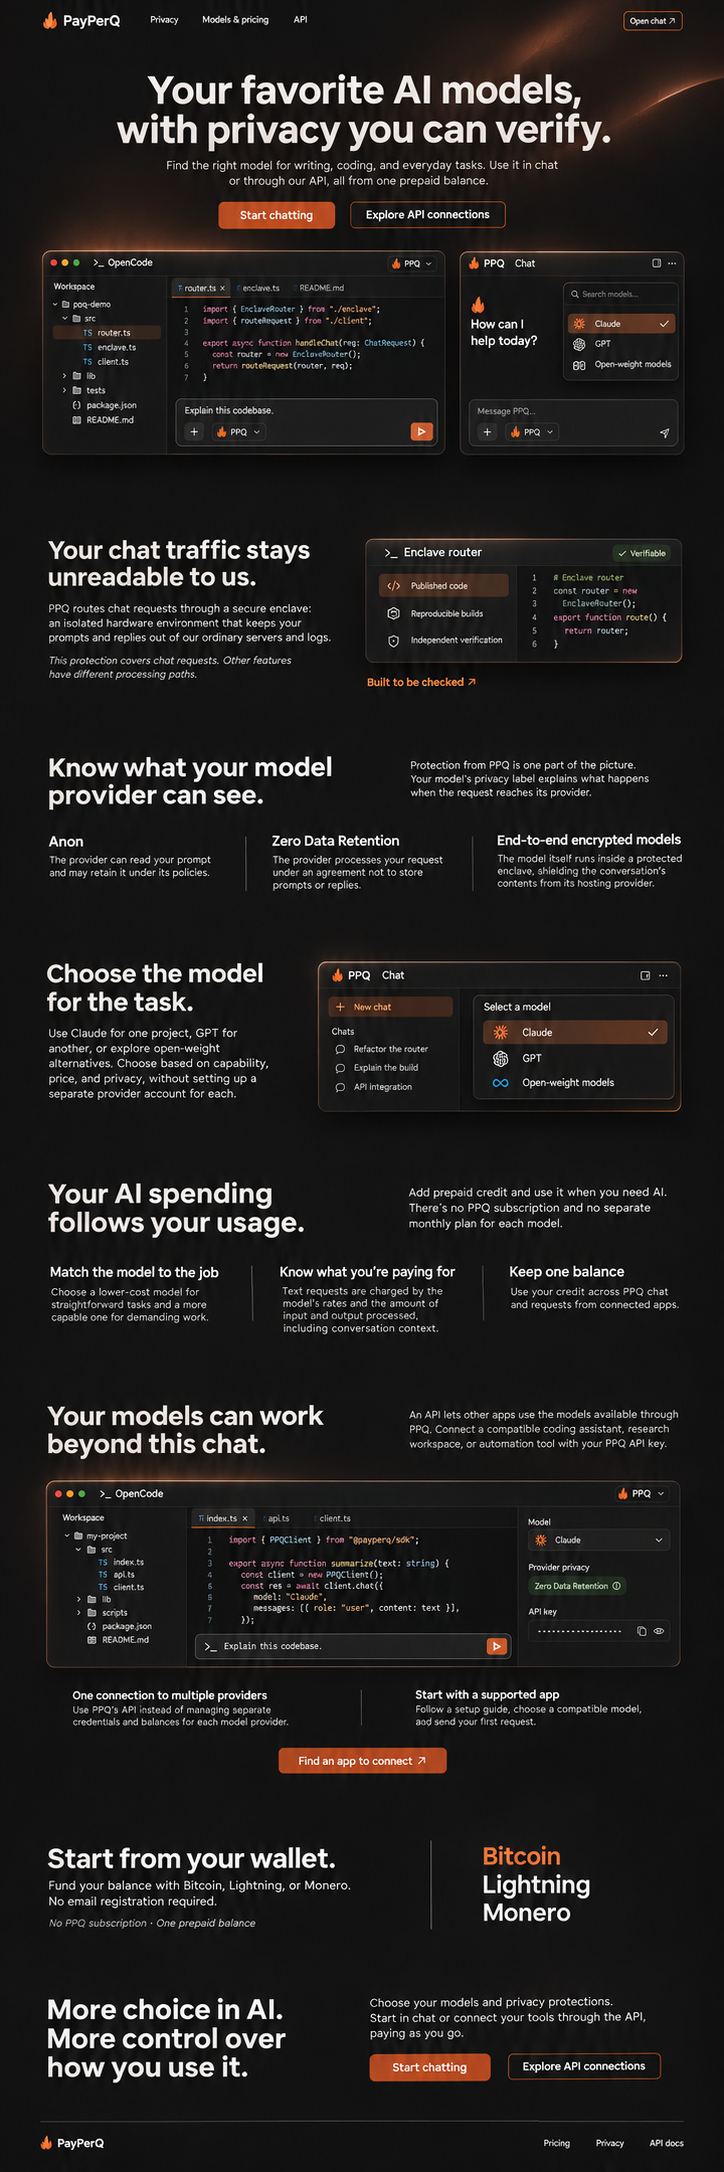 PayPerQ
Privacy
Models & pricing
API
Open chat ↗
Your favorite AI models,
with privacy you can verify.
Find the right model for writing, coding, and everyday tasks. Use it in chat
or through our API, all from one prepaid balance.
Start chatting
Explore API connections
>_ OpenCode
PPQ
Workspace
ppq-demo
src
TS router.ts
TS enclave.ts
TS client.ts
lib
tests
{} package.json
README.md
router.ts ×
enclave.ts
README.md
1 import { EnclaveRouter } from "./enclave";
2 import { routeRequest } from "./client";
3
4 export async function handleChat(req: ChatRequest) {
5 const router = new EnclaveRouter();
6 return routeRequest(router, req);
7 }
Explain this codebase.
+
PPQ
PPQ Chat
How can I
help today?
Search models...
Claude
GPT
Open-weight models
Message PPQ...
+
PPQ
Your chat traffic stays
unreadable to us.
PPQ routes chat requests through a secure enclave:
an isolated hardware environment that keeps your
prompts and replies out of our ordinary servers and logs.
This protection covers chat requests. Other features
have different processing paths.
>_ Enclave router
✓ Verifiable
</> Published code
Reproducible builds
Independent verification
1 # Enclave router
2 const router = new
3 EnclaveRouter();
4 export function route() {
5 return router;
6 }
Built to be checked ↗
Know what your model
provider can see.
Protection from PPQ is one part of the picture.
Your model's privacy label explains what happens
when the request reaches its provider.
Anon
The provider can read your prompt
and may retain it under its policies.
Zero Data Retention
The provider processes your request
under an agreement not to store
prompts or replies.
End-to-end encrypted models
The model itself runs inside a protected
enclave, shielding the conversation's
contents from its hosting provider.
Choose the model
for the task.
Use Claude for one project, GPT for
another, or explore open-weight
alternatives. Choose based on capability,
price, and privacy, without setting up a
separate provider account for each.
PPQ Chat
+ New chat
Chats
Refactor the router
Explain the build
API integration
Select a model
Claude
GPT
Open-weight models
Your AI spending
follows your usage.
Add prepaid credit and use it when you need AI.
There's no PPQ subscription and no separate
monthly plan for each model.
Match the model to the job
Choose a lower-cost model for
straightforward tasks and a more
capable one for demanding work.
Know what you're paying for
Text requests are charged by the
model's rates and the amount of
input and output processed,
including conversation context.
Keep one balance
Use your credit across PPQ chat
and requests from connected apps.
Your models can work
beyond this chat.
An API lets other apps use the models available through
PPQ. Connect a compatible coding assistant, research
workspace, or automation tool with your PPQ API key.
>_ OpenCode
PPQ
Workspace
my-project
src
TS index.ts
TS api.ts
TS client.ts
lib
scripts
{} package.json
README.md
index.ts ×
api.ts
client.ts
1 import { PPQClient } from "@payperq/sdk";
2
3 export async function summarize(text: string) {
4 const client = new PPQClient();
5 const res = await client.chat({
6 model: "Claude",
7 messages: [{ role: "user", content: text }],
7 });
>_ Explain this codebase.
Model
Claude
Provider privacy
Zero Data Retention
API key
One connection to multiple providers
Use PPQ's API instead of managing separate
credentials and balances for each model provider.
Start with a supported app
Follow a setup guide, choose a compatible model,
and send your first request.
Find an app to connect ↗
Start from your wallet.
Fund your balance with Bitcoin, Lightning, or Monero.
No email registration required.
No PPQ subscription · One prepaid balance
Bitcoin
Lightning
Monero
More choice in AI.
More control over
how you use it.
Choose your models and privacy protections.
Start in chat or connect your tools through the API,
paying as you go.
Start chatting
Explore API connections
PayPerQ
Pricing
Privacy
API docs